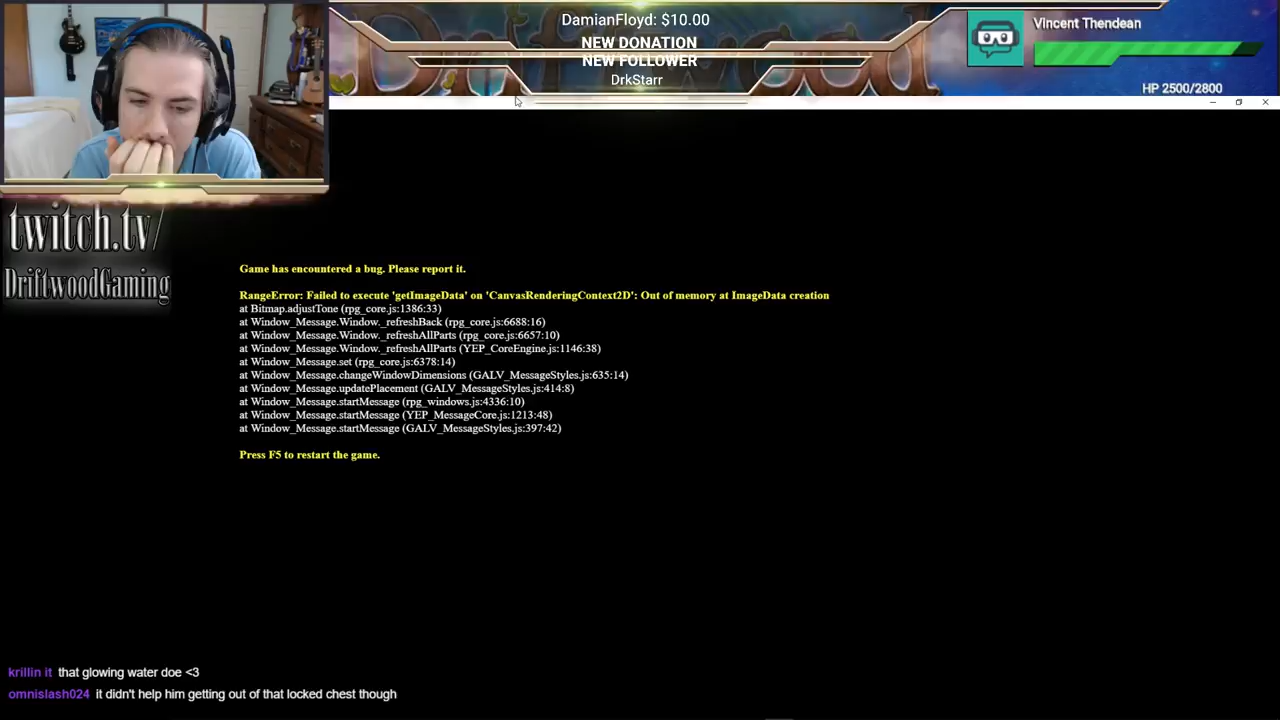 DamianFloyd: $10.00
NEW DONATION
NEW FOLLOWER
DrkStarr
Vincent Thendean
HP 2500/2800
twitch.tv/
DriftwoodGaming
Game has encountered a bug. Please report it.
RangeError: Failed to execute 'getImageData' on 'CanvasRenderingContext2D': Out of memory at ImageData creation
at Bitmap.adjustTone (rpg_core.js:1386:33)
at Window_Message.Window._refreshBack (rpg_core.js:6688:16)
at Window_Message.Window._refreshAllParts (rpg_core.js:6657:10)
at Window_Message.Window._refreshAllParts (YEP_CoreEngine.js:1146:38)
at Window_Message.set (rpg_core.js:6378:14)
at Window_Message.changeWindowDimensions (GALV_MessageStyles.js:635:14)
at Window_Message.updatePlacement (GALV_MessageStyles.js:414:8)
at Window_Message.startMessage (rpg_windows.js:4336:10)
at Window_Message.startMessage (YEP_MessageCore.js:1213:48)
at Window_Message.startMessage (GALV_MessageStyles.js:397:42)
Press F5 to restart the game.
krillin it that glowing water doe <3
omnislash024 it didn't help him getting out of that locked chest though